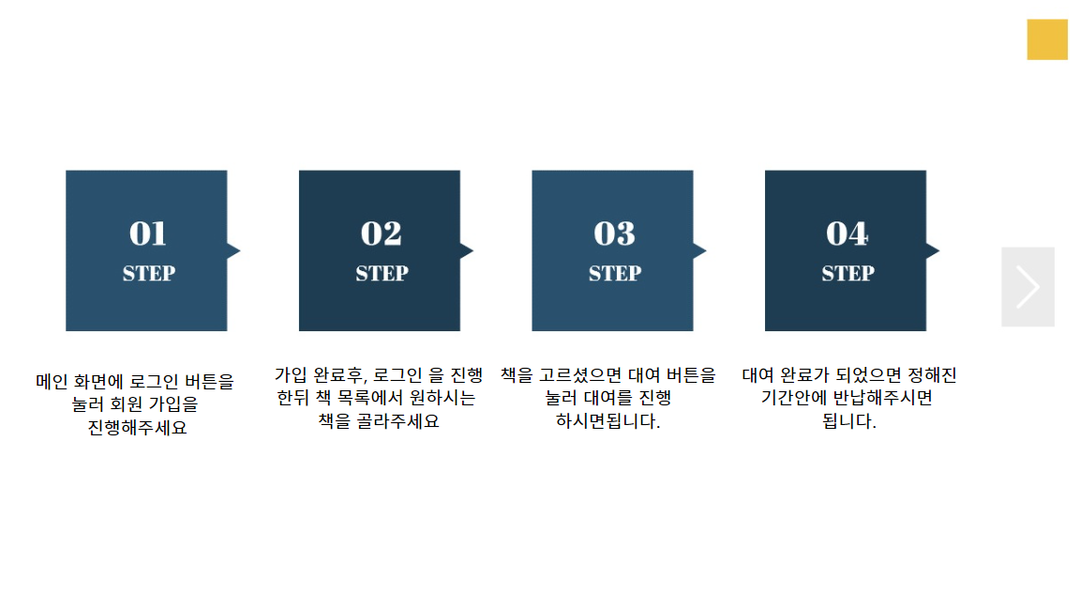 01
STEP
02
STEP
03
STEP
04
STEP
메인 화면에 로그인 버튼을
눌러 회원 가입을
진행해주세요
가입 완료후, 로그인 을 진행
한뒤 책 목록에서 원하시는
책을 골라주세요
책을 고르셨으면 대여 버튼을
눌러 대여를 진행
하시면됩니다.
대여 완료가 되었으면 정해진
기간안에 반납해주시면
됩니다.